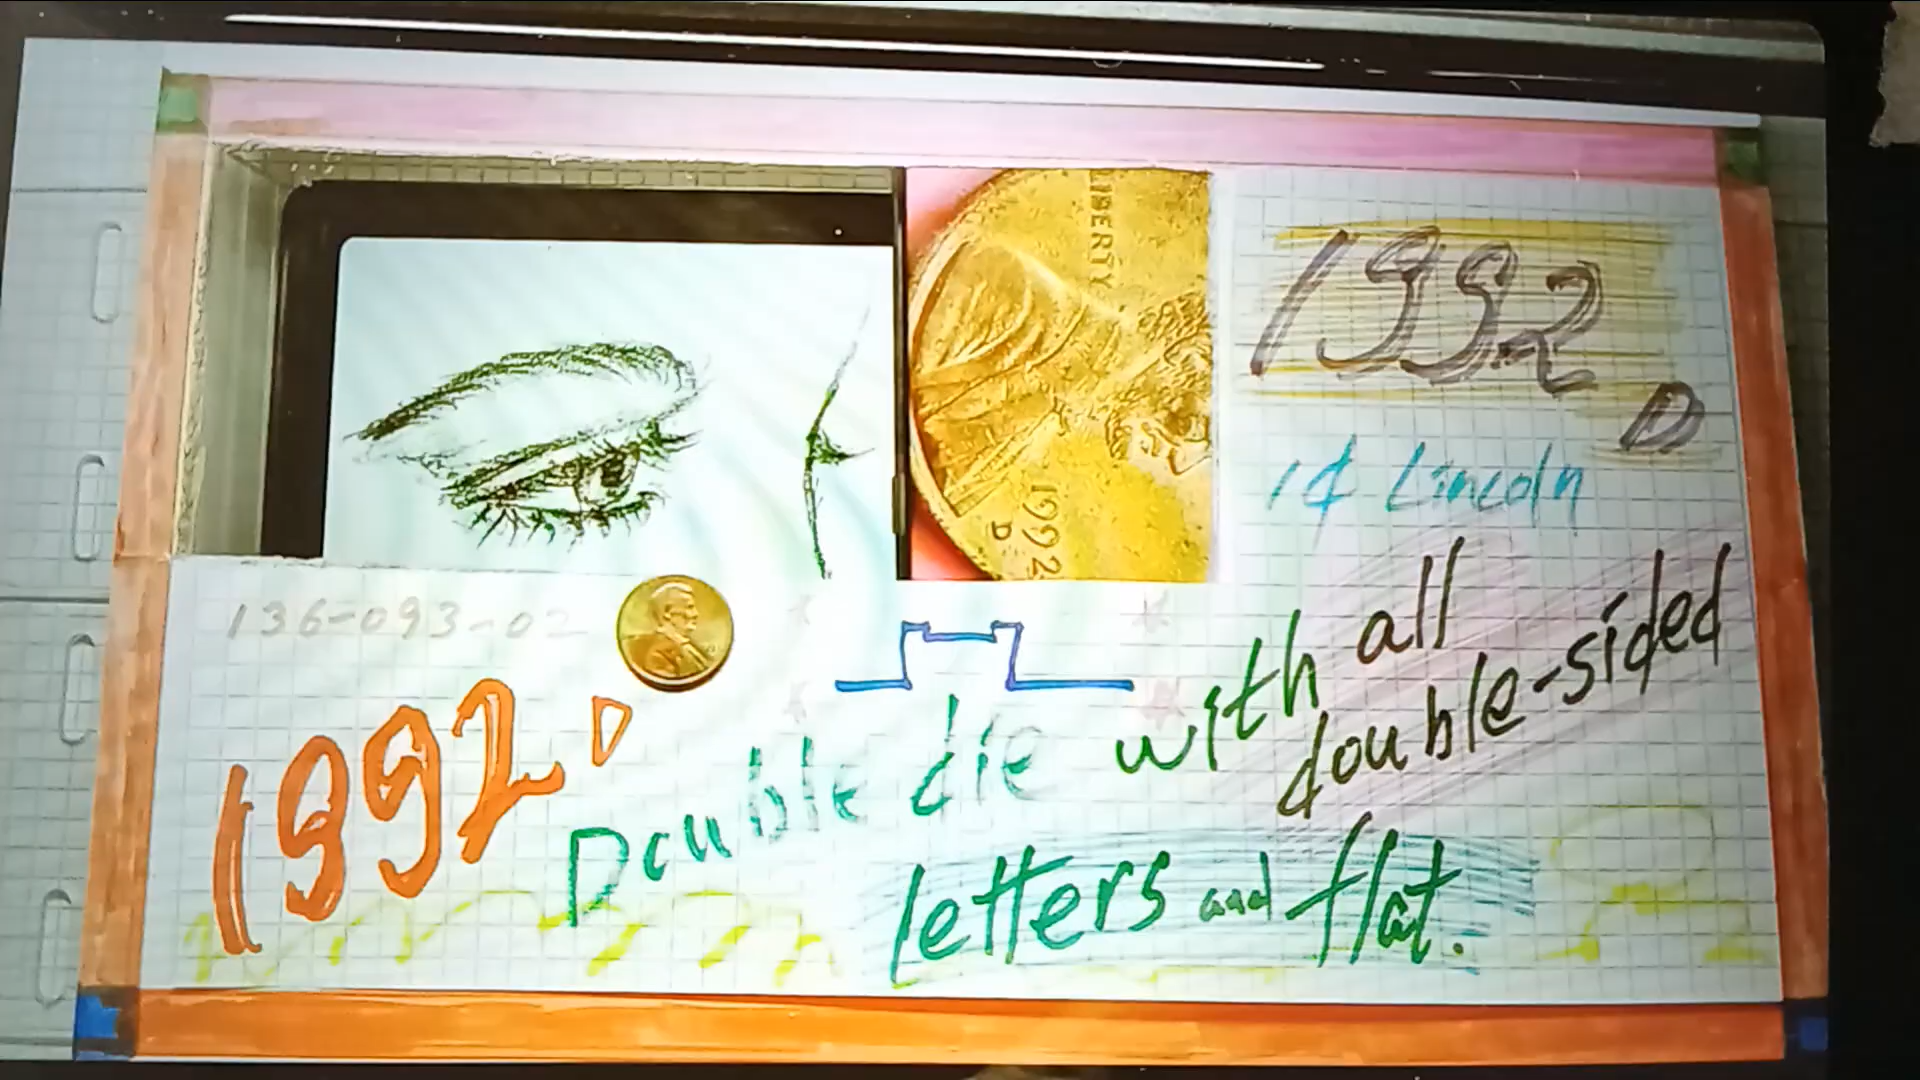 LIBERTY
1992
D
1992
D
1¢ Lincoln
136-093-02
1992 D
Double die with all
double-sided
letters and flat.